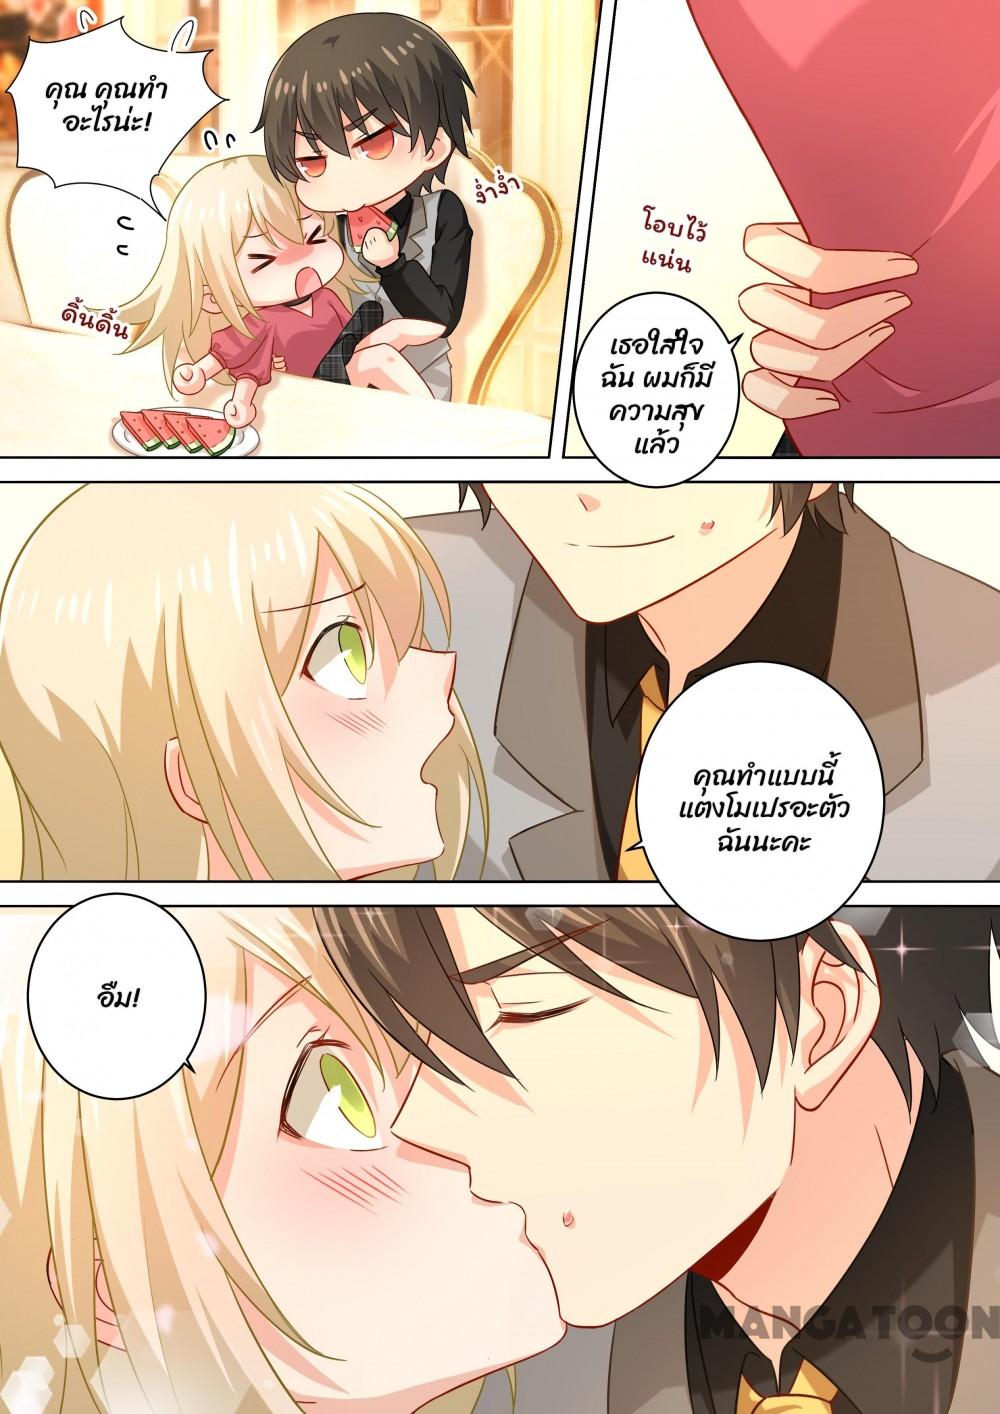 คุณ คุณทำ
อะไรน่ะ!
ง่ำง่ำ
ดิ้นดิ้น
โอบไว้
แน่น
เธอใส่ใจ
ฉัน ผมก็มี
ความสุข
แล้ว
คุณทำแบบนี้
แตงโมเปรอะตัว
ฉันนะคะ
อืม!
MANGATOON